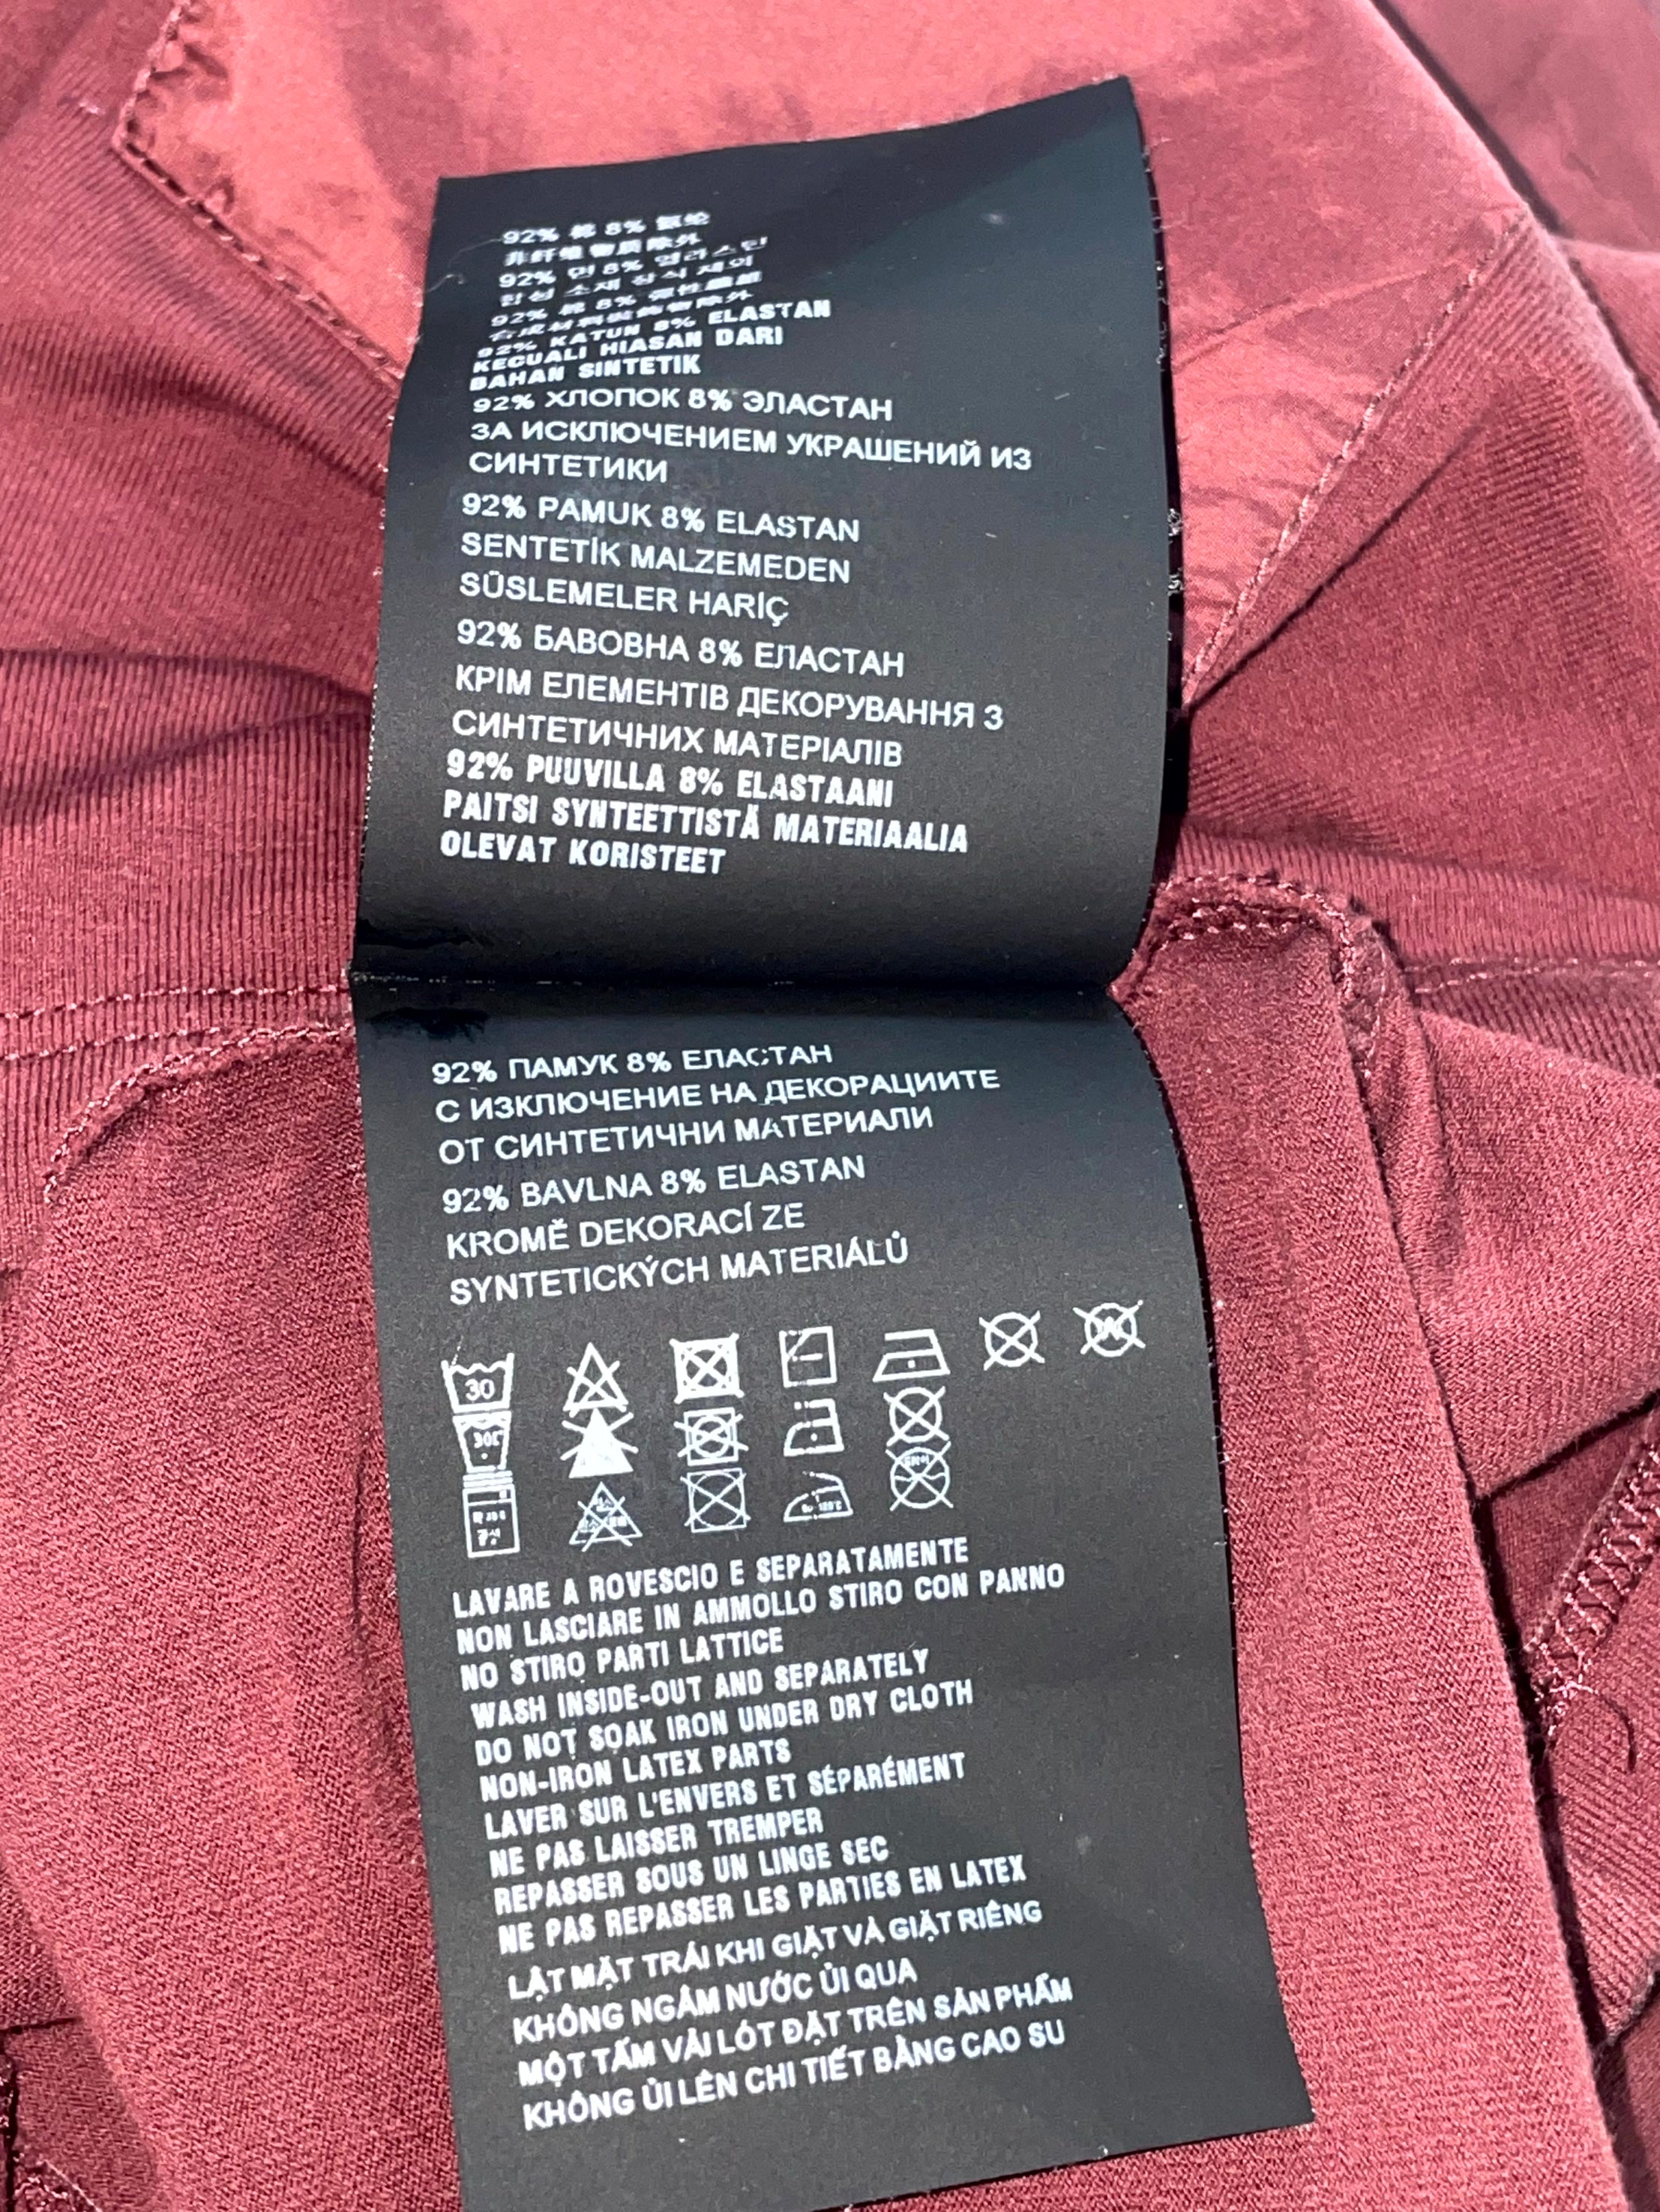 92% 棉 8% 氨纶
非纤维物质除外
92% 면 8% 엘라스틴
합성 소재 장식 제외
92% 棉 8% 彈性纖維
合成材料裝飾物除外
92% KATUN 8% ELASTAN
KECUALI HIASAN DARI
BAHAN SINTETIK
92% ХЛОПОК 8% ЭЛАСТАН
ЗА ИСКЛЮЧЕНИЕМ УКРАШЕНИЙ ИЗ
СИНТЕТИКИ
92% PAMUK 8% ELASTAN
SENTETİK MALZEMEDEN
SÜSLEMELER HARİÇ
92% БАВОВНА 8% ЕЛАСТАН
КРІМ ЕЛЕМЕНТІВ ДЕКОРУВАННЯ З
СИНТЕТИЧНИХ МАТЕРІАЛІВ
92% PUUVILLA 8% ELASTAANI
PAITSI SYNTEETTISTÄ MATERIAALIA
OLEVAT KORISTEET
92% ПАМУК 8% ЕЛАСТАН
С ИЗКЛЮЧЕНИЕ НА ДЕКОРАЦИИТЕ
ОТ СИНТЕТИЧНИ МАТЕРИАЛИ
92% BAVLNA 8% ELASTAN
KROMĚ DEKORACÍ ZE
SYNTETICKÝCH MATERIÁLŮ
30 W
30C
LAVARE A ROVESCIO E SEPARATAMENTE
NON LASCIARE IN AMMOLLO STIRO CON PANNO
NO STIRO PARTI LATTICE
WASH INSIDE-OUT AND SEPARATELY
DO NOT SOAK IRON UNDER DRY CLOTH
NON-IRON LATEX PARTS
LAVER SUR L'ENVERS ET SÉPARÉMENT
NE PAS LAISSER TREMPER
REPASSER SOUS UN LINGE SEC
NE PAS REPASSER LES PARTIES EN LATEX
LẬT MẶT TRÁI KHI GIẶT VÀ GIẶT RIÊNG
KHÔNG NGÂM NƯỚC ỦI QUA
MỘT TẤM VẢI LÓT ĐẶT TRÊN SẢN PHẨM
KHÔNG ỦI LÊN CHI TIẾT BẰNG CAO SU